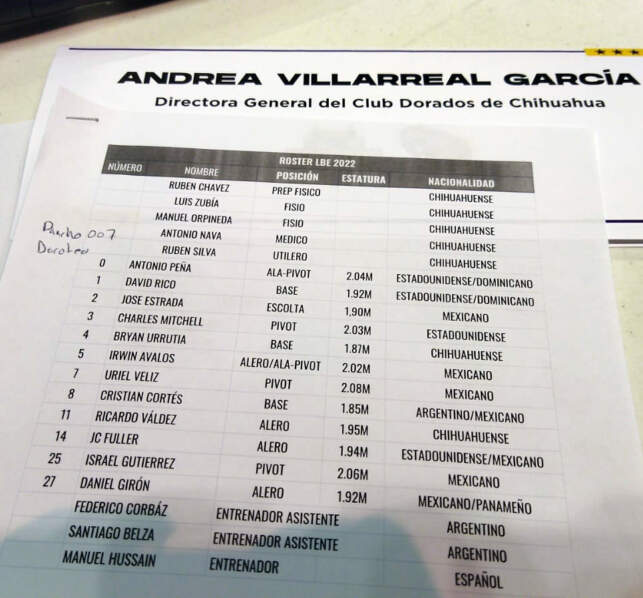 ANDREA VILLARREAL GARCÍA
Directora General del Club Dorados de Chihuahua
ROSTER LBE 2022
NÚMERO NOMBRE POSICIÓN ESTATURA NACIONALIDAD
RUBEN CHAVEZ PREP FISICO CHIHUAHUENSE
LUIS ZUBÍA FISIO CHIHUAHUENSE
MANUEL ORPINEDA FISIO CHIHUAHUENSE
ANTONIO NAVA MEDICO CHIHUAHUENSE
RUBEN SILVA UTILERO CHIHUAHUENSE
007
0 ANTONIO PEÑA ALA-PIVOT 2.04M ESTADOUNIDENSE/DOMINICANO
1 DAVID RICO BASE 1.92M ESTADOUNIDENSE/DOMINICANO
2 JOSE ESTRADA ESCOLTA 1,90M MEXICANO
3 CHARLES MITCHELL PIVOT 2.03M ESTADOUNIDENSE
4 BRYAN URRUTIA BASE 1.87M CHIHUAHUENSE
5 IRWIN AVALOS ALERO/ALA-PIVOT 2.02M MEXICANO
7 URIEL VELIZ PIVOT 2.08M MEXICANO
8 CRISTIAN CORTÉS BASE 1.85M ARGENTINO/MEXICANO
11 RICARDO VÁLDEZ ALERO 1.95M CHIHUAHUENSE
14 JC FULLER ALERO 1.94M ESTADOUNIDENSE/MEXICANO
25 ISRAEL GUTIERREZ PIVOT 2.06M MEXICANO
27 DANIEL GIRÓN ALERO 1.92M MEXICANO/PANAMEÑO
FEDERICO CORBÁZ ENTRENADOR ASISTENTE ARGENTINO
SANTIAGO BELZA ENTRENADOR ASISTENTE ARGENTINO
MANUEL HUSSAIN ENTRENADOR ESPAÑOL